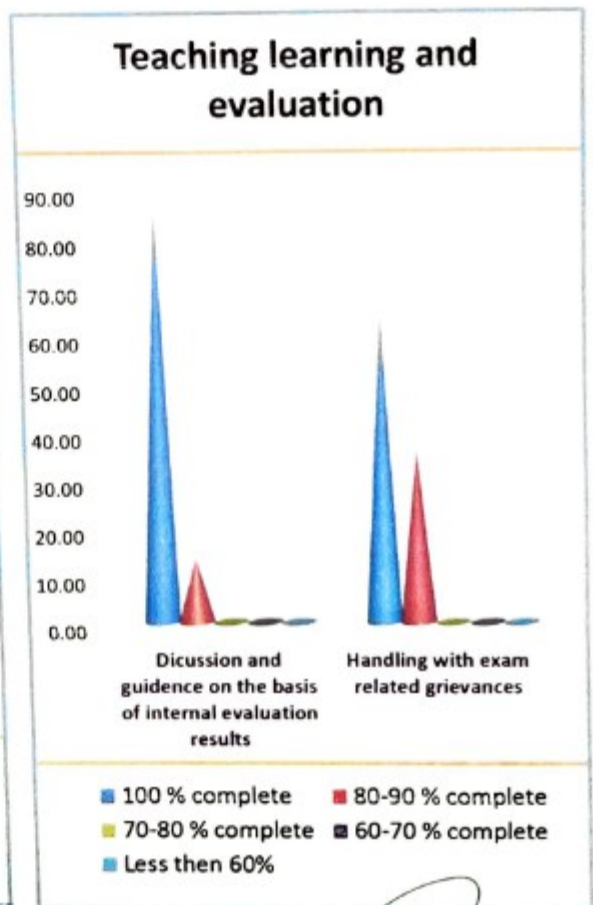 Teaching learning and
evaluation
90.00
80.00
70.00
60.00
50.00
40.00
30.00
20.00
10.00
0.00
Dicussion and
guidence on the basis
of internal evaluation
results
Handling with exam
related grievances
100 % complete
80-90 % complete
70-80 % complete
60-70 % complete
Less then 60%